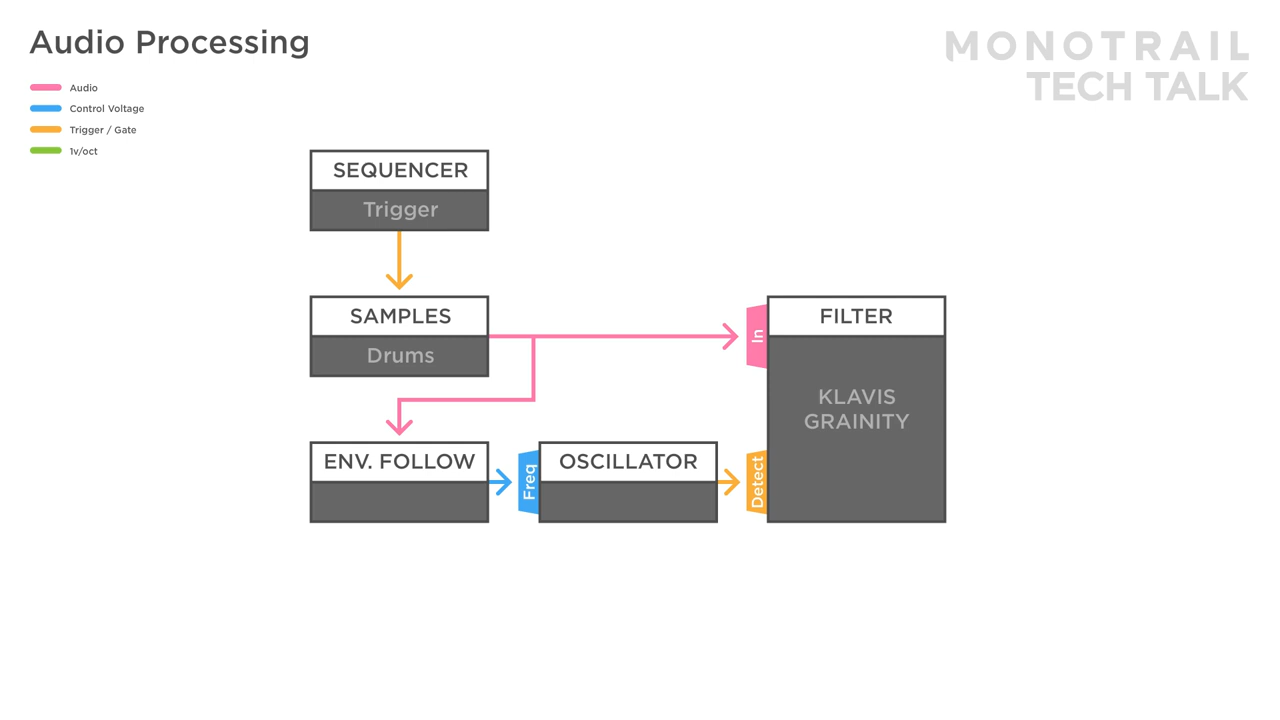 Audio Processing
MONOTRAIL
TECH TALK
Audio
Control Voltage
Trigger / Gate
1v/oct
SEQUENCER
Trigger
SAMPLES
Drums
In
FILTER
KLAVIS
GRAINITY
ENV. FOLLOW
Freq
OSCILLATOR
Detect